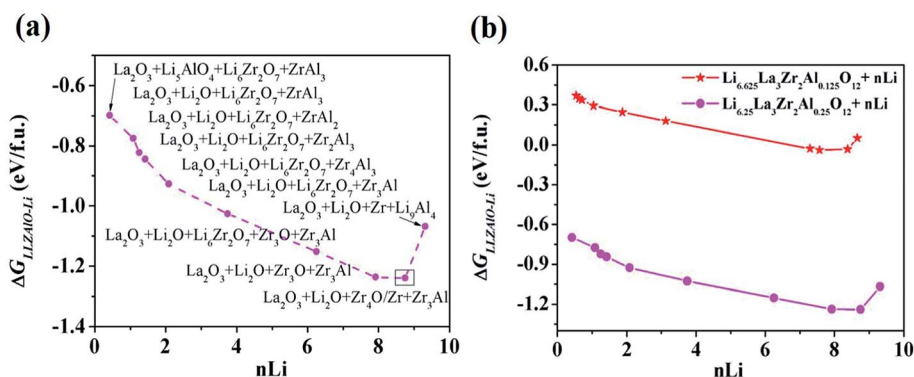 (a)
ΔG_LLZAlO-Li (eV/f.u.)
-0.6
-0.8
-1.0
-1.2
-1.4
La₂O₃+Li₅AlO₄+Li₆Zr₂O₇+ZrAl₃
La₂O₃+Li₂O+Li₆Zr₂O₇+ZrAl₃
La₂O₃+Li₂O+Li₆Zr₂O₇+ZrAl₂
La₂O₃+Li₂O+Li₆Zr₂O₇+Zr₂Al₃
La₂O₃+Li₂O+Li₆Zr₂O₇+Zr₄Al₃
La₂O₃+Li₂O+Li₆Zr₂O₇+Zr₃Al
La₂O₃+Li₂O+Zr+Li₉Al₄
La₂O₃+Li₂O+Li₆Zr₂O₇+Zr₃O+Zr₃Al
La₂O₃+Li₂O+Zr₃O+Zr₃Al
La₂O₃+Li₂O+Zr₄O/Zr+Zr₃Al
0 2 4 6 8 10
nLi
(b)
ΔG_LLZAlO-Li (eV/f.u.)
0.6
0.3
0.0
-0.3
-0.6
-0.9
-1.2
Li₆.₆₂₅La₃Zr₂Al₀.₁₂₅O₁₂+ nLi
Li₆.₂₅La₃Zr₂Al₀.₂₅O₁₂+ nLi
0 2 4 6 8 10
nLi